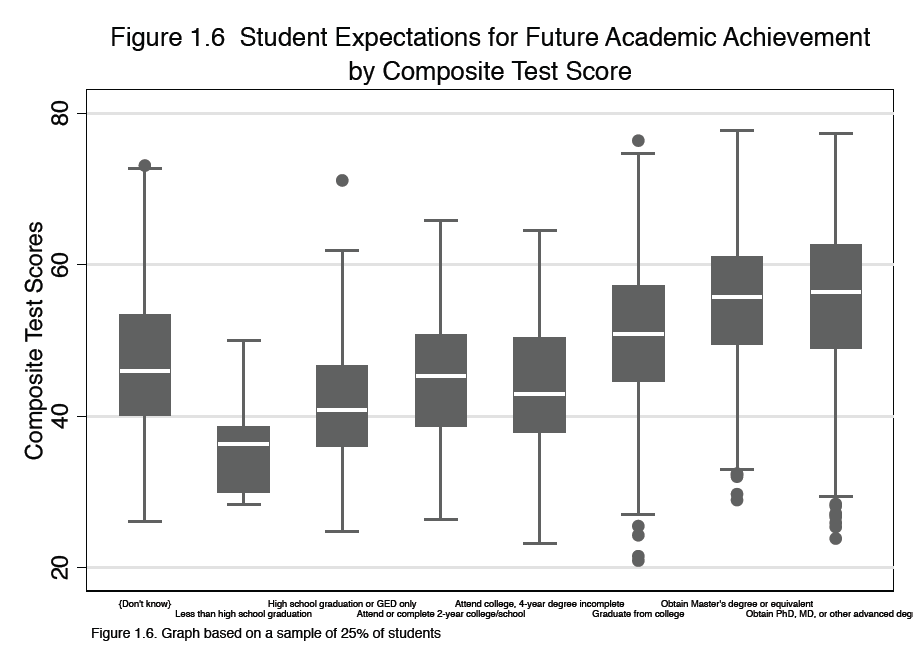 Figure 1.6  Student Expectations for Future Academic Achievement
by Composite Test Score
Composite Test Scores
80
60
40
20
{Don't know}
Less than high school graduation
High school graduation or GED only
Attend or complete 2-year college/school
Attend college, 4-year degree incomplete
Graduate from college
Obtain Master's degree or equivalent
Obtain PhD, MD, or other advanced deg
Figure 1.6. Graph based on a sample of 25% of students